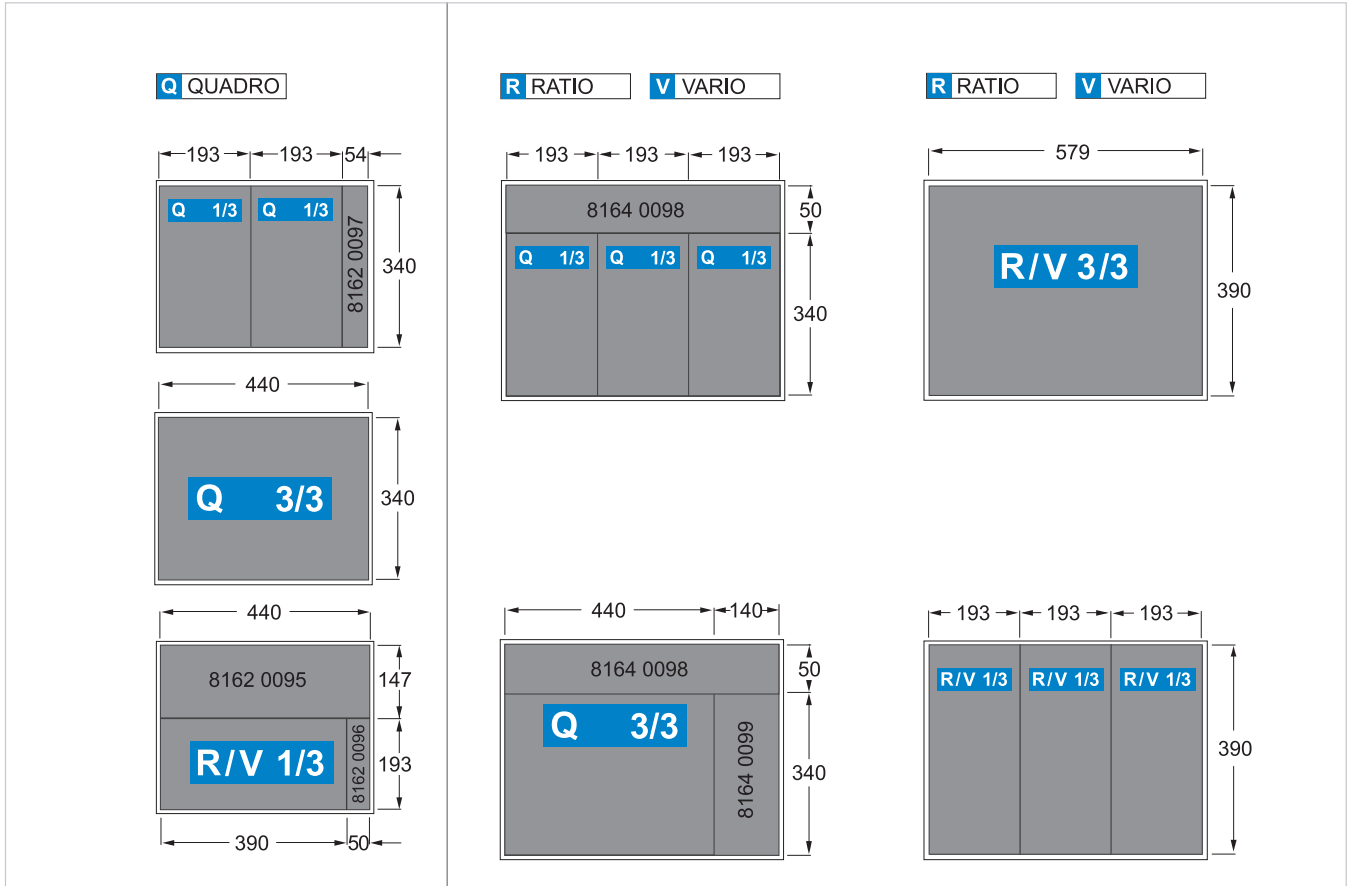 Q QUADRO
193 193 54
Q 1/3 Q 1/3
8162 0097
340
440
Q 3/3
340
440
8162 0095
147
R/V 1/3
8162 0096
193
390 50
R RATIO V VARIO
193 193 193
8164 0098
50
Q 1/3 Q 1/3 Q 1/3
340
440 140
8164 0098
50
Q 3/3
8164 0099
340
R RATIO V VARIO
579
R/V 3/3
390
193 193 193
R/V 1/3 R/V 1/3 R/V 1/3
390